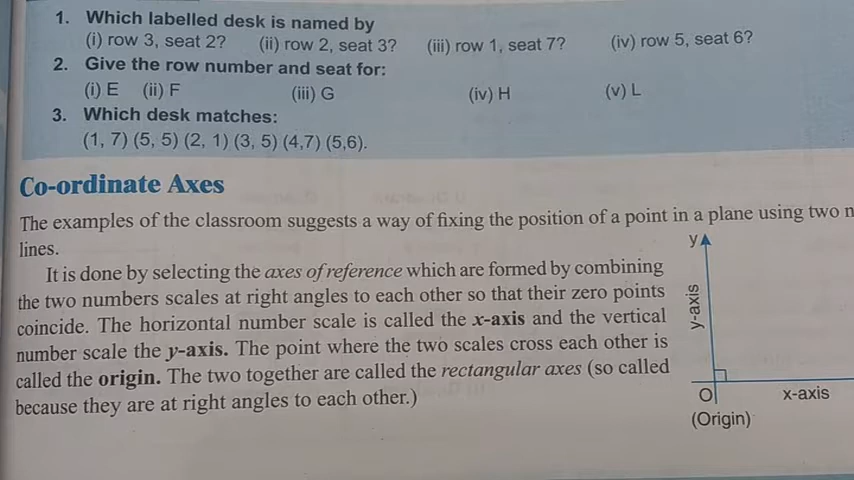 1. Which labelled desk is named by
(i) row 3, seat 2? (ii) row 2, seat 3? (iii) row 1, seat 7? (iv) row 5, seat 6?
2. Give the row number and seat for:
(i) E (ii) F (iii) G (iv) H (v) L
3. Which desk matches:
(1, 7) (5, 5) (2, 1) (3, 5) (4,7) (5,6).
Co-ordinate Axes
The examples of the classroom suggests a way of fixing the position of a point in a plane using two
lines.
It is done by selecting the axes of reference which are formed by combining
the two numbers scales at right angles to each other so that their zero points
coincide. The horizontal number scale is called the x-axis and the vertical
number scale the y-axis. The point where the two scales cross each other is
called the origin. The two together are called the rectangular axes (so called
because they are at right angles to each other.)
y
y-axis
O
x-axis
(Origin)